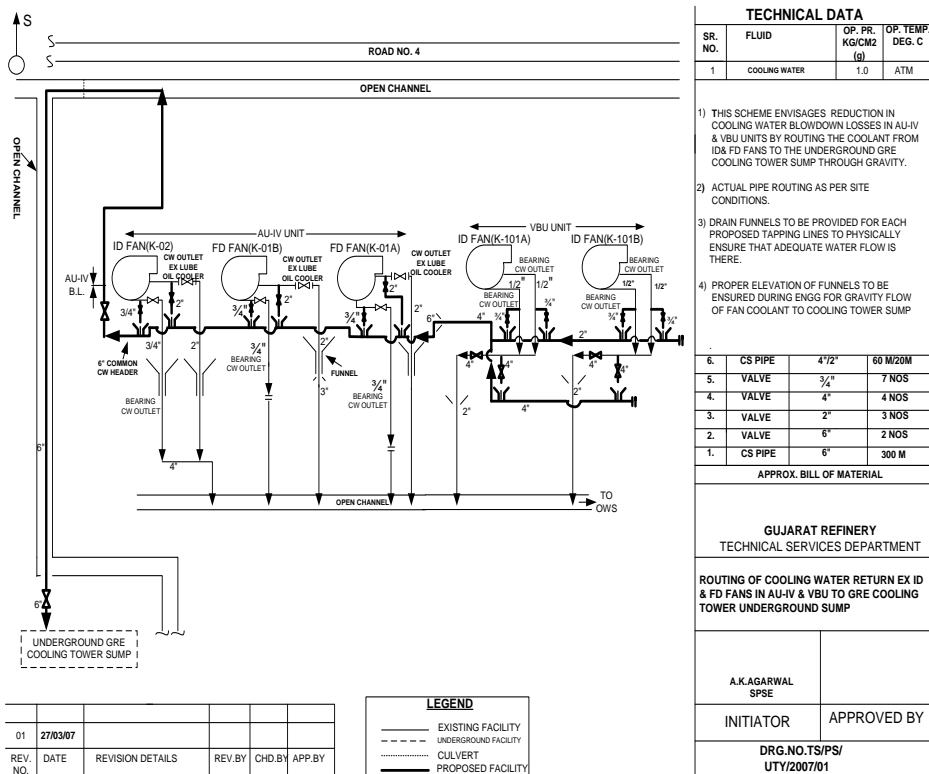 S
ROAD NO. 4
OPEN CHANNEL
OPEN CHANNEL
AU-IV UNIT
VBU UNIT
ID FAN(K-02)
FD FAN(K-01B)
FD FAN(K-01A)
ID FAN(K-101A)
ID FAN(K-101B)
CW OUTLET
EX LUBE
OIL COOLER
CW OUTLET
EX LUBE
OIL COOLER
CW OUTLET
EX LUBE
OIL COOLER
BEARING
CW OUTLET
BEARING
CW OUTLET
AU-IV
B.L.
BEARING
CW OUTLET
BEARING
CW OUTLET
1/2"
1/2"
1/2"
1/2"
3/4"
2"
3/4"
2"
3/4"
2"
2"
3/4"
3/4"
3/4"
3/4"
6"
4"
2"
6" COMMON
CW HEADER
3/4"
2"
3/4"
2"
3/4"
BEARING
CW OUTLET
FUNNEL
3"
BEARING
CW OUTLET
BEARING
CW OUTLET
4"
4"
4"
4"
4"
2"
2"
4"
6"
4"
OPEN CHANNEL
TO
OWS
6"
UNDERGROUND GRE
COOLING TOWER SUMP
01 27/03/07
REV. NO. DATE REVISION DETAILS REV.BY CHD.BY APP.BY
LEGEND
EXISTING FACILITY
UNDERGROUND FACILITY
CULVERT
PROPOSED FACILITY
TECHNICAL DATA
SR. NO. FLUID OP. PR. KG/CM2 (g) OP. TEMP. DEG. C
1 COOLING WATER 1.0 ATM
1) THIS SCHEME ENVISAGES REDUCTION IN
COOLING WATER BLOWDOWN LOSSES IN AU-IV
& VBU UNITS BY ROUTING THE COOLANT FROM
ID& FD FANS TO THE UNDERGROUND GRE
COOLING TOWER SUMP THROUGH GRAVITY.
2) ACTUAL PIPE ROUTING AS PER SITE
CONDITIONS.
3) DRAIN FUNNELS TO BE PROVIDED FOR EACH
PROPOSED TAPPING LINES TO PHYSICALLY
ENSURE THAT ADEQUATE WATER FLOW IS
THERE.
4) PROPER ELEVATION OF FUNNELS TO BE
ENSURED DURING ENGG FOR GRAVITY FLOW
OF FAN COOLANT TO COOLING TOWER SUMP
.
6. CS PIPE 4"/2" 60 M/20M
5. VALVE 3/4" 7 NOS
4. VALVE 4" 4 NOS
3. VALVE 2" 3 NOS
2. VALVE 6" 2 NOS
1. CS PIPE 6" 300 M
APPROX. BILL OF MATERIAL
GUJARAT REFINERY
TECHNICAL SERVICES DEPARTMENT
ROUTING OF COOLING WATER RETURN EX ID
& FD FANS IN AU-IV & VBU TO GRE COOLING
TOWER UNDERGROUND SUMP
A.K.AGARWAL
SPSE
INITIATOR APPROVED BY
DRG.NO.TS/PS/
UTY/2007/01